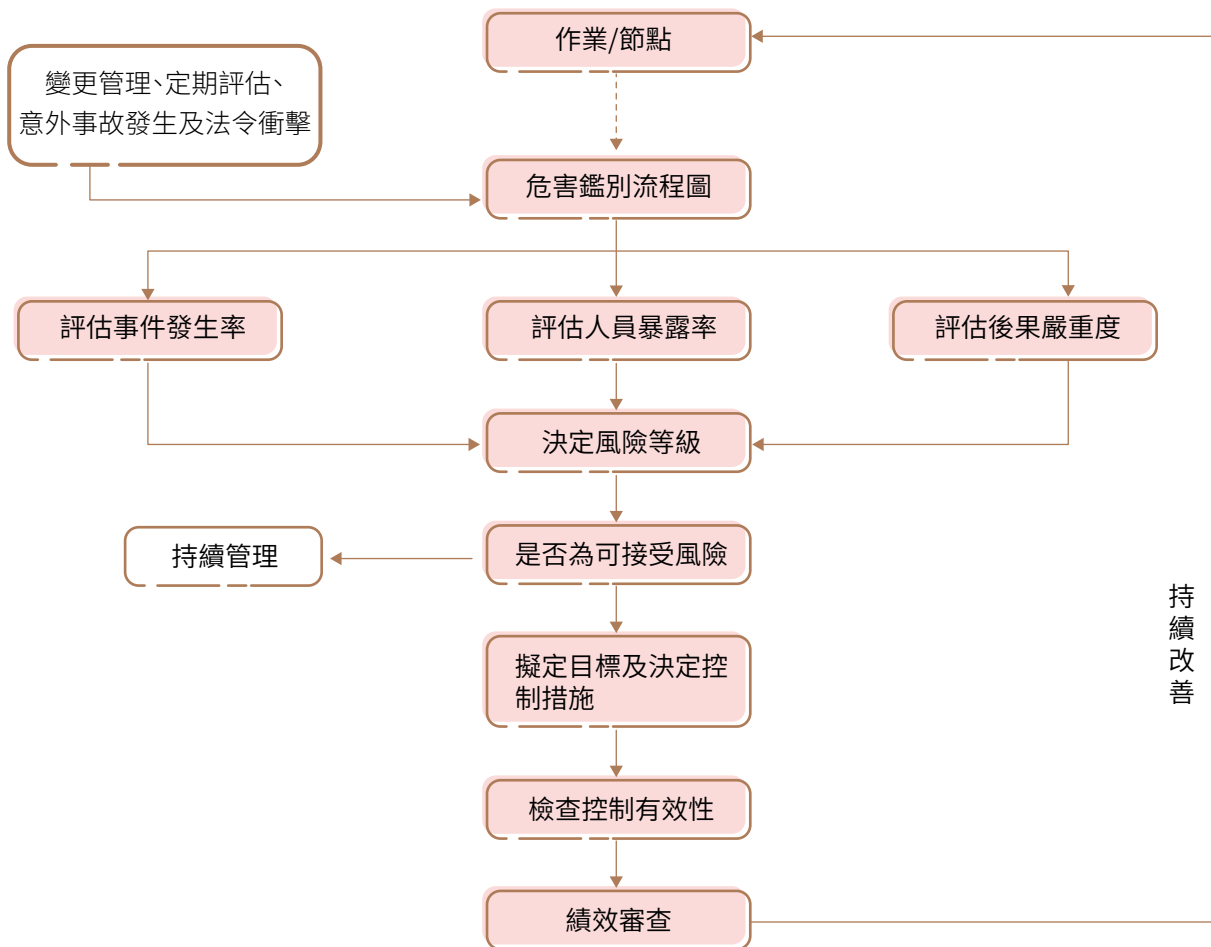 作業/節點
變更管理、定期評估、
意外事故發生及法令衝擊
危害鑑別流程圖
評估事件發生率
評估人員暴露率
評估後果嚴重度
決定風險等級
持續管理
是否為可接受風險
擬定目標及決定控
制措施
持續改善
檢查控制有效性
績效審查